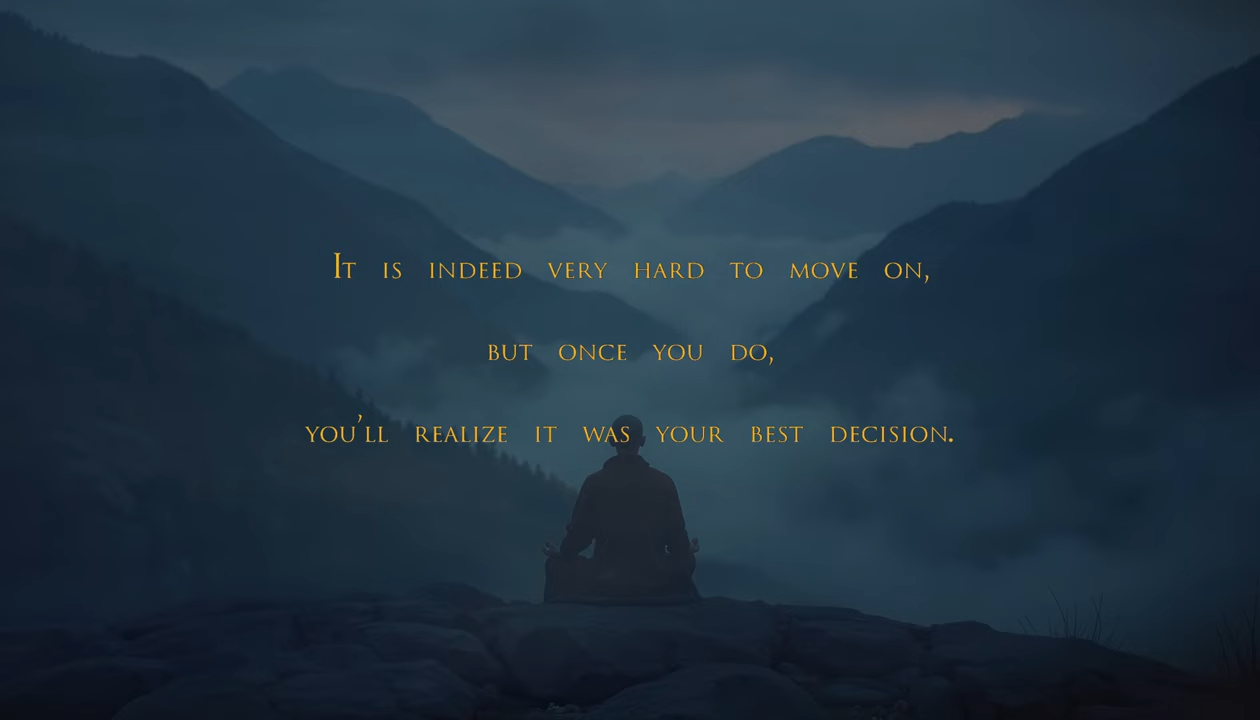 It is indeed very hard to move on,
but once you do,
you'll realize it was your best decision.